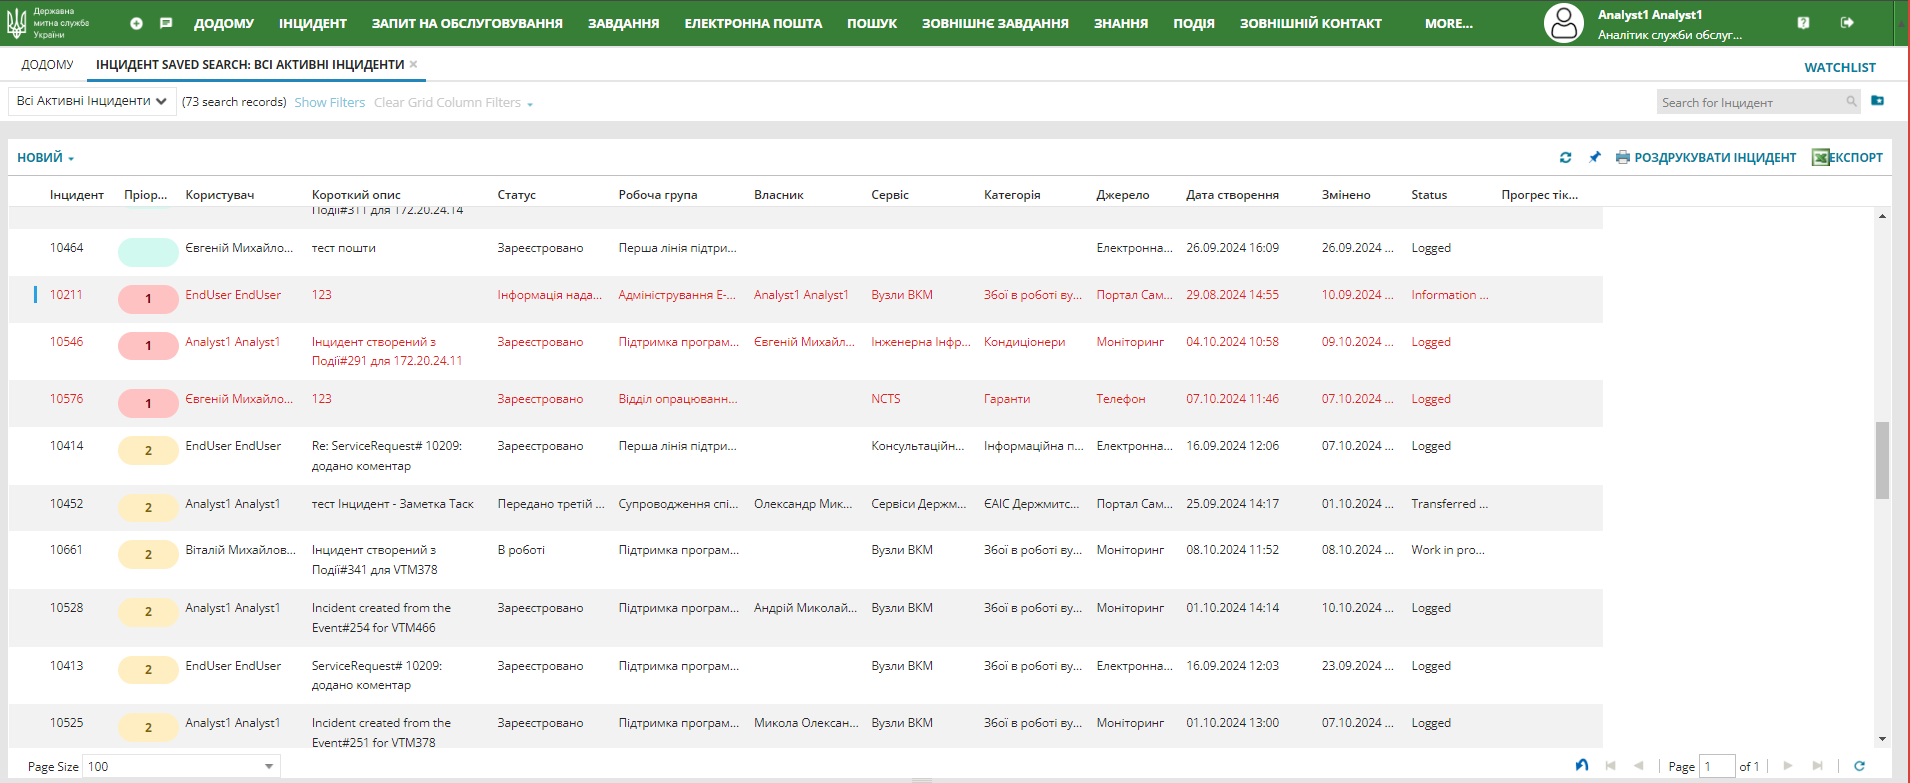 Державна
митна служба
України
ДОДОМУ ІНЦИДЕНТ ЗАПИТ НА ОБСЛУГОВУВАННЯ ЗАВДАННЯ ЕЛЕКТРОННА ПОШТА ПОШУК ЗОВНІШНЄ ЗАВДАННЯ ЗНАННЯ ПОДІЯ ЗОВНІШНІЙ КОНТАКТ MORE...
Analyst1 Analyst1
Аналітик служби обслуг...
ДОДОМУ ІНЦИДЕНТ SAVED SEARCH: ВСІ АКТИВНІ ІНЦИДЕНТИ ×
WATCHLIST
Всі Активні Інциденти (73 search records) Show Filters Clear Grid Column Filters
Search for Інцидент
НОВИЙ
РОЗДРУКУВАТИ ІНЦИДЕНТ ЕКСПОРТ
Інцидент Пріор... Користувач Короткий опис Статус Робоча група Власник Сервіс Категорія Джерело Дата створення Змінено Status Прогрес тік...
Події#311 для 172.20.24.14
10464 Євгеній Михайло... тест пошти Зареєстровано Перша лінія підтри... Електронна... 26.09.2024 16:09 26.09.2024 ... Logged
10211 1 EndUser EndUser 123 Інформація нада... Адміністрування Е-... Analyst1 Analyst1 Вузли ВКМ Збої в роботі ву... Портал Сам... 29.08.2024 14:55 10.09.2024 ... Information ...
10546 1 Analyst1 Analyst1 Інцидент створений з Зареєстровано Підтримка програм... Євгеній Михайл... Інженерна Інфр... Кондиціонери Моніторинг 04.10.2024 10:58 09.10.2024 ... Logged
Події#291 для 172.20.24.11
10576 1 Євгеній Михайло... 123 Зареєстровано Відділ опрацюванн... NCTS Гаранти Телефон 07.10.2024 11:46 07.10.2024 ... Logged
10414 2 EndUser EndUser Re: ServiceRequest# 10209: Зареєстровано Перша лінія підтри... Консультаційн... Інформаційна п... Електронна... 16.09.2024 12:06 07.10.2024 ... Logged
додано коментар
10452 2 Analyst1 Analyst1 тест Інцидент - Заметка Таск Передано третій ... Супроводження спі... Олександр Мик... Сервіси Держм... ЄАІС Держмитс... Портал Сам... 25.09.2024 14:17 01.10.2024 ... Transferred ...
10661 2 Віталій Михайлов... Інцидент створений з В роботі Підтримка програм... Вузли ВКМ Збої в роботі ву... Моніторинг 08.10.2024 11:52 08.10.2024 ... Work in pro...
Події#341 для VTM378
10528 2 Analyst1 Analyst1 Incident created from the Зареєстровано Підтримка програм... Андрій Миколай... Вузли ВКМ Збої в роботі ву... Моніторинг 01.10.2024 14:14 10.10.2024 ... Logged
Event#254 for VTM466
10413 2 EndUser EndUser ServiceRequest# 10209: Зареєстровано Підтримка програм... Вузли ВКМ Збої в роботі ву... Електронна... 16.09.2024 12:03 23.09.2024 ... Logged
додано коментар
10525 2 Analyst1 Analyst1 Incident created from the Зареєстровано Підтримка програм... Микола Олексан... Вузли ВКМ Збої в роботі ву... Моніторинг 01.10.2024 13:00 07.10.2024 ... Logged
Event#251 for VTM378
Page Size 100
Page 1 of 1